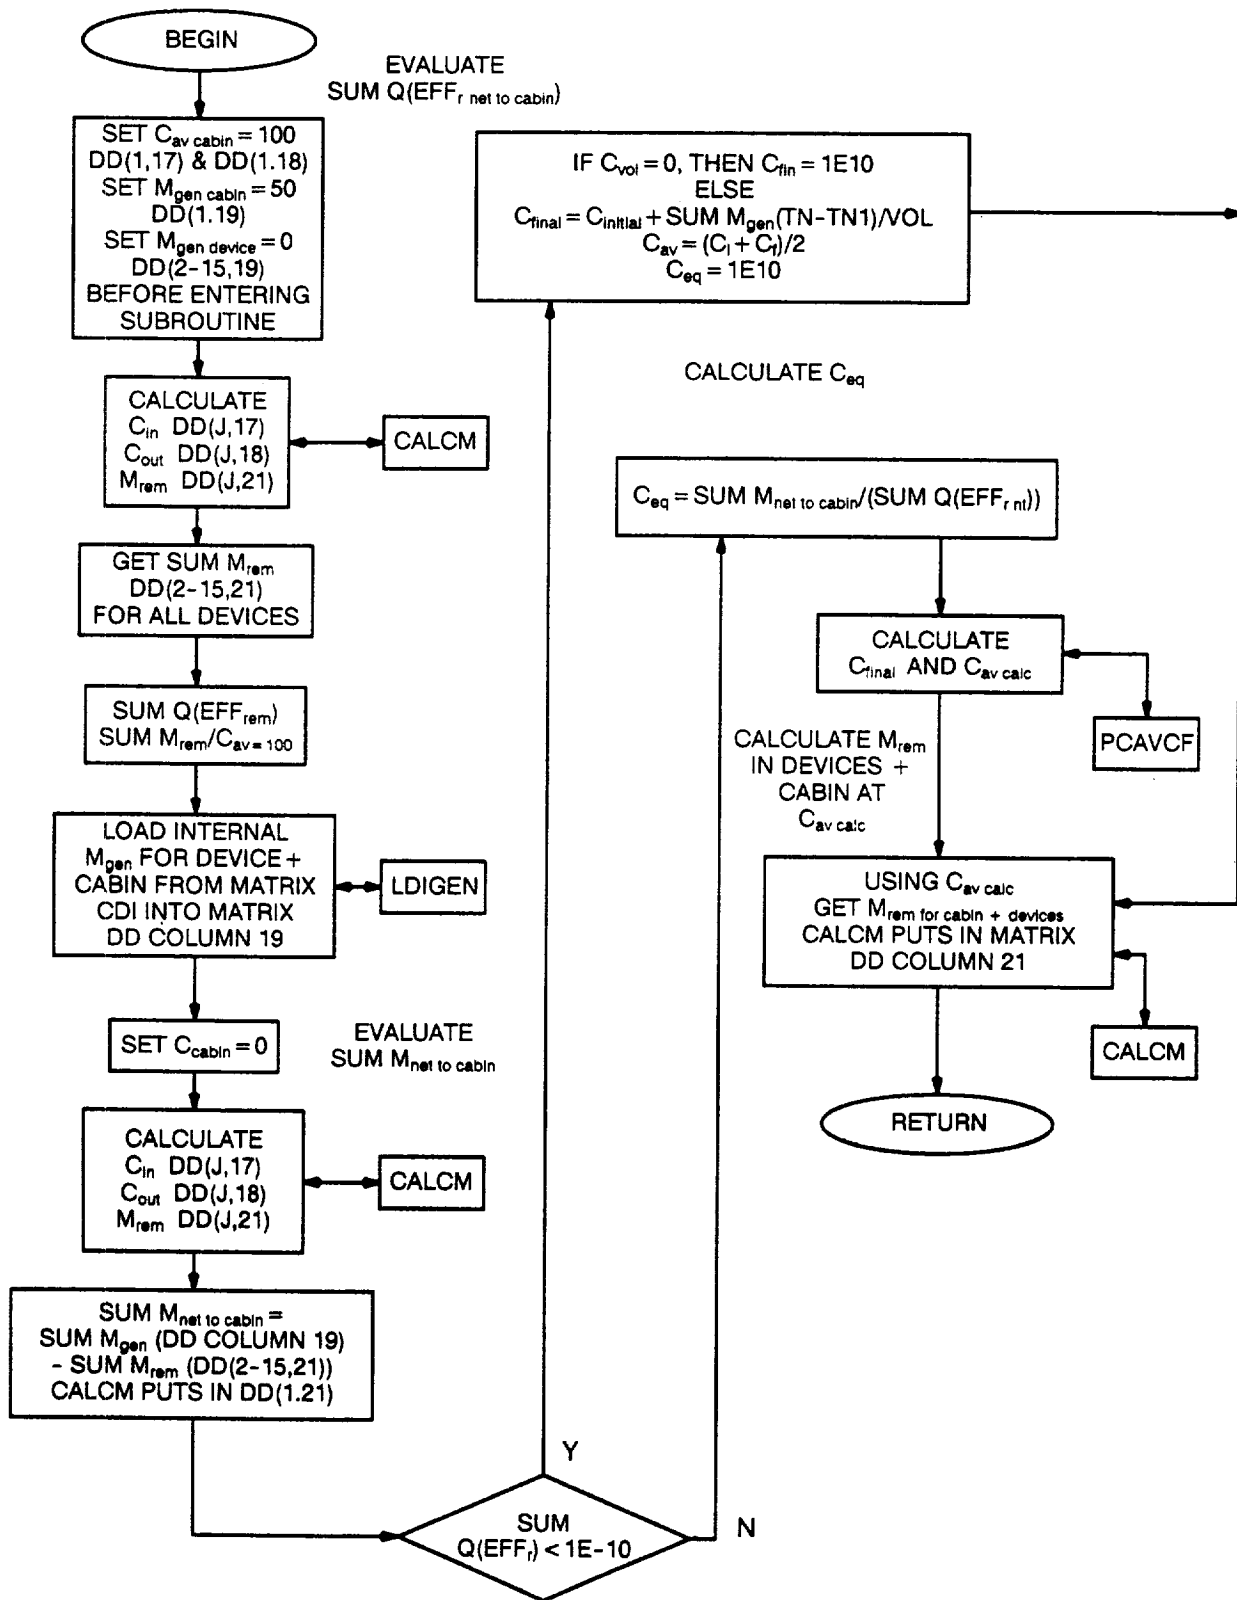 BEGIN
EVALUATE
SUM Q(EFFr net to cabin)
SET Cav cabin = 100
DD(1,17) & DD(1.18)
SET Mgen cabin = 50
DD(1.19)
SET Mgen device = 0
DD(2-15,19)
BEFORE ENTERING
SUBROUTINE
CALCULATE
Cin DD(J,17)
Cout DD(J,18)
Mrem DD(J,21)
CALCM
GET SUM Mrem
DD(2-15,21)
FOR ALL DEVICES
SUM Q(EFFrem)
SUM Mrem/Cav = 100
LOAD INTERNAL
Mgen FOR DEVICE +
CABIN FROM MATRIX
CDI INTO MATRIX
DD COLUMN 19
LDIGEN
SET Ccabin = 0
EVALUATE
SUM Mnet to cabin
CALCULATE
Cin DD(J,17)
Cout DD(J,18)
Mrem DD(J,21)
CALCM
SUM Mnet to cabin =
SUM Mgen (DD COLUMN 19)
- SUM Mrem (DD(2-15,21))
CALCM PUTS IN DD(1.21)
SUM
Q(EFFr) < 1E-10
Y
N
IF Cvol = 0, THEN Cfin = 1E10
ELSE
Cfinal = Cinitial + SUM Mgen(TN-TN1)/VOL
Cav = (Ci + Cf)/2
Ceq = 1E10
CALCULATE Ceq
Ceq = SUM Mnet to cabin/(SUM Q(EFFr nt))
CALCULATE
Cfinal AND Cav calc
PCAVCF
CALCULATE Mrem
IN DEVICES +
CABIN AT
Cav calc
USING Cav calc
GET Mrem for cabin + devices
CALCM PUTS IN MATRIX
DD COLUMN 21
CALCM
RETURN